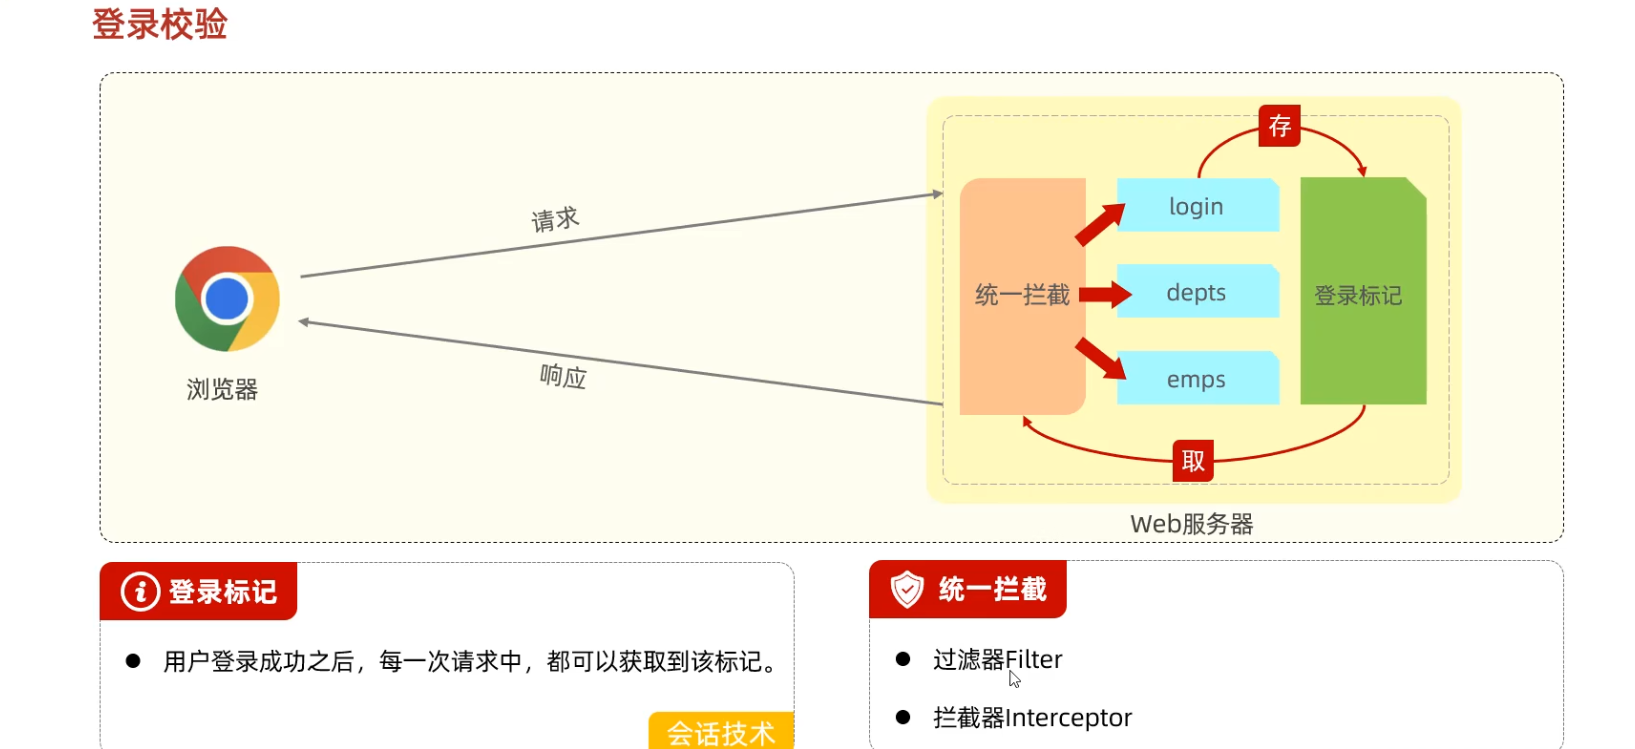 登录校验
存
请求
login
统一拦截
depts
登录标记
响应
emps
浏览器
取
Web服务器
登录标记
用户登录成功之后，每一次请求中，都可以获取到该标记。
会话技术
统一拦截
过滤器Filter
拦截器Interceptor